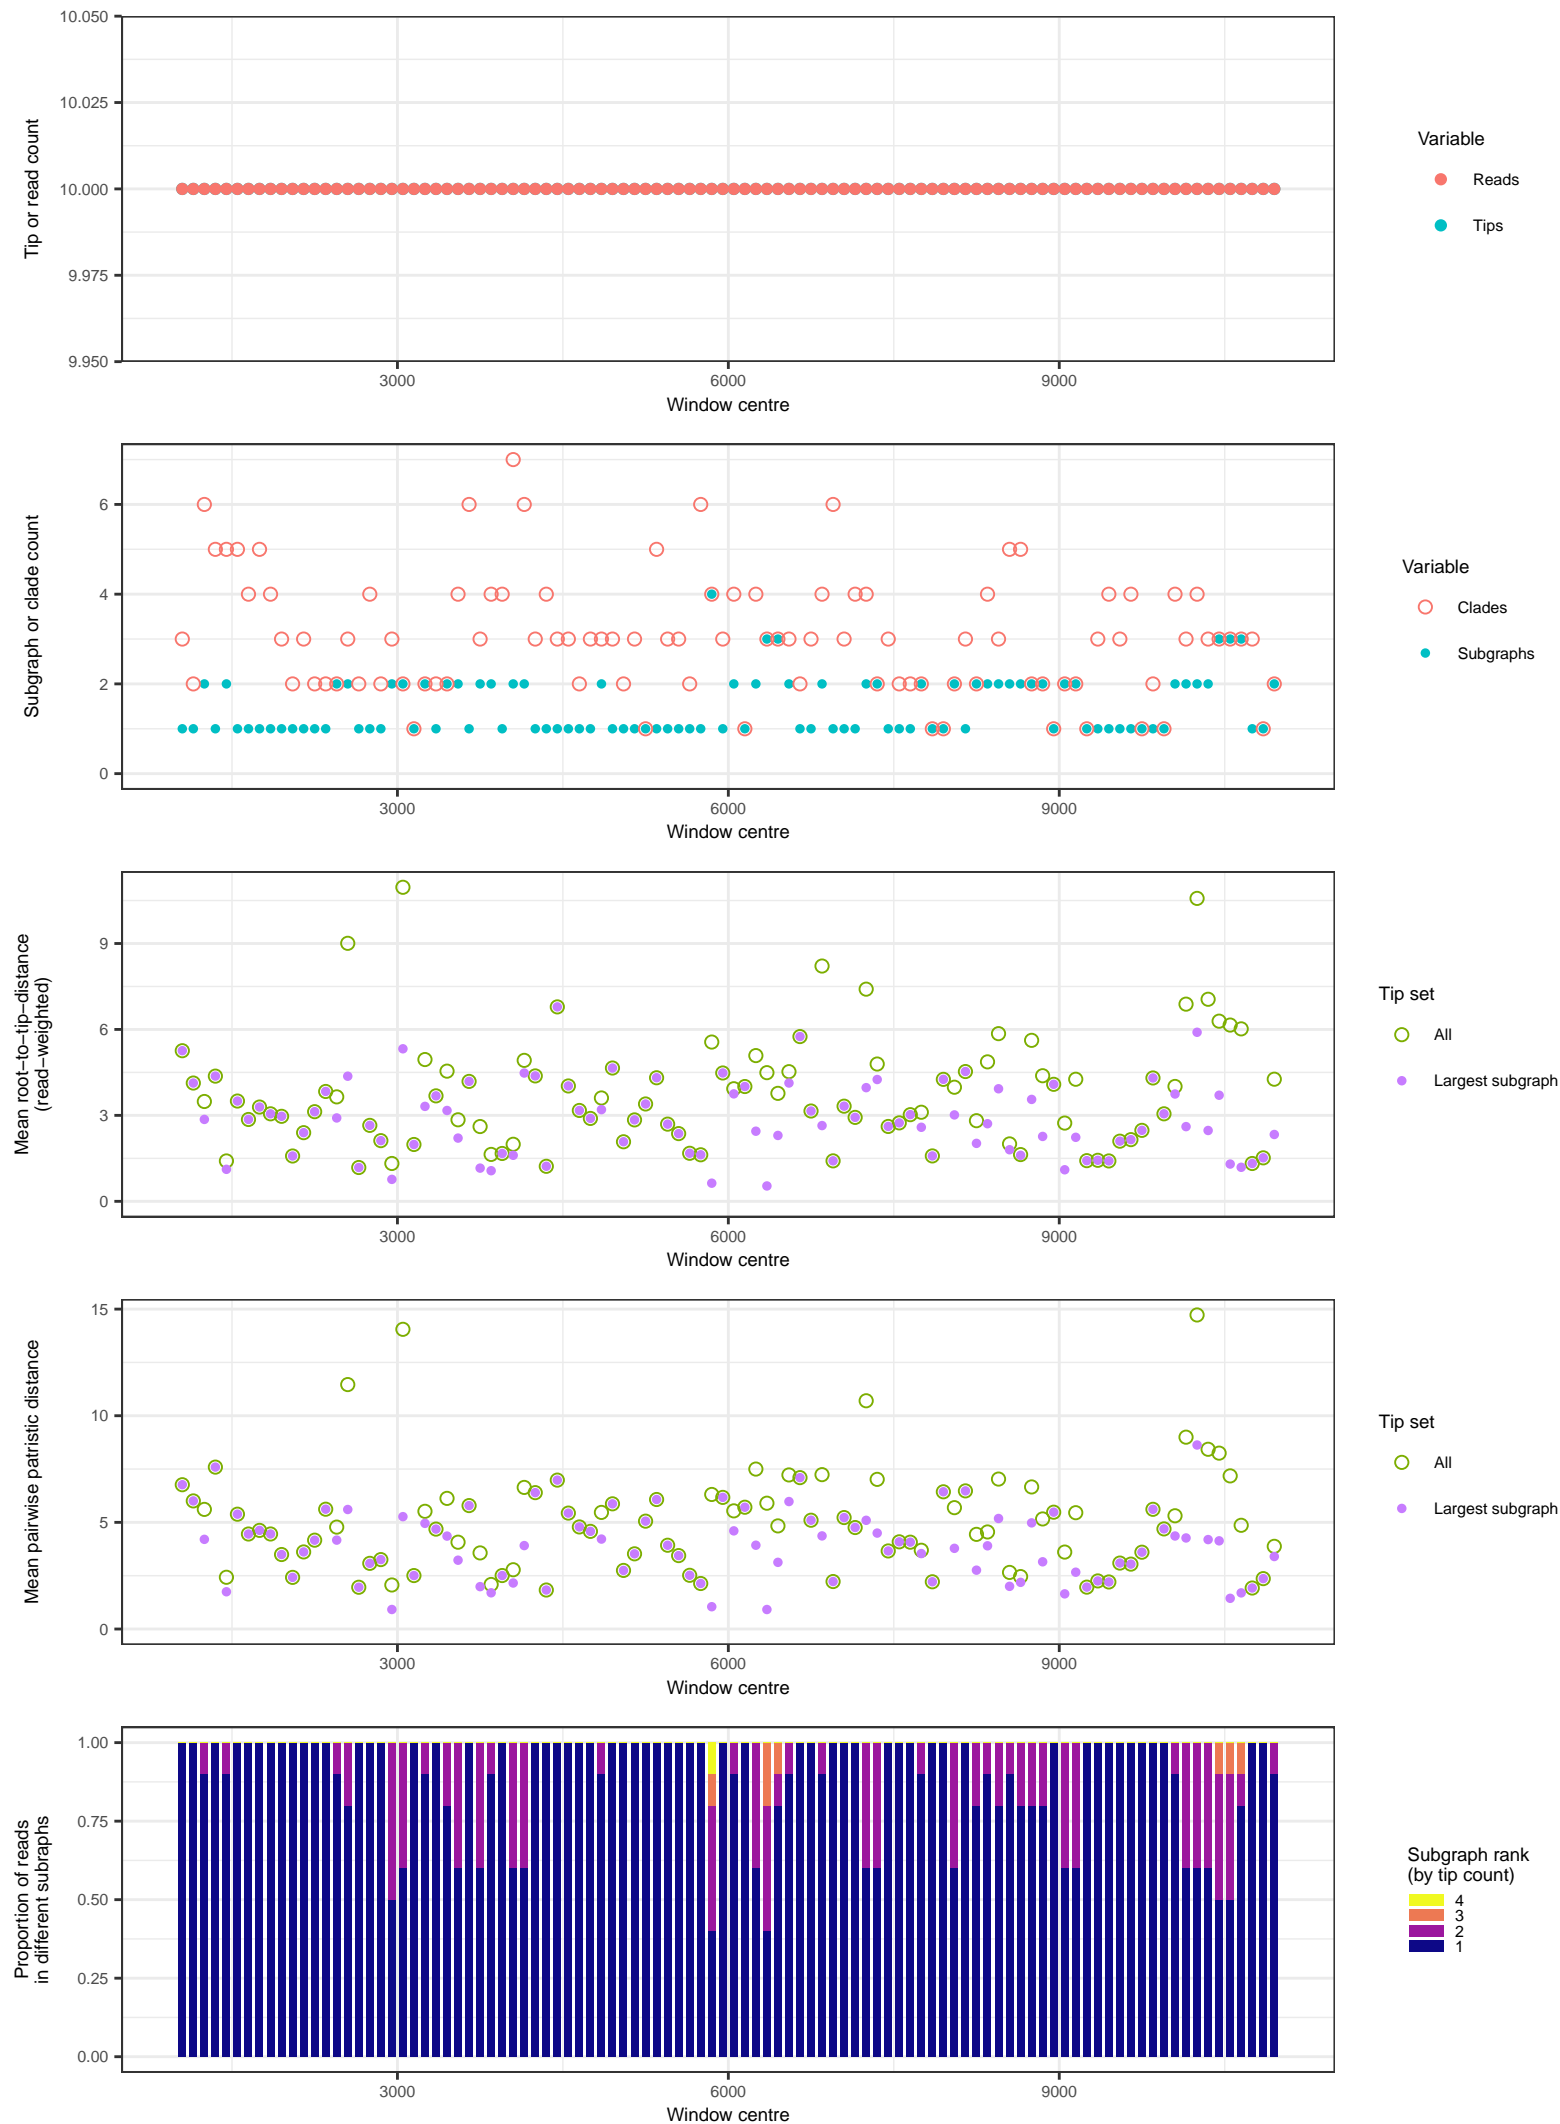 10.050
10.025
10.000
9.975
9.950
Tip or read count
3000
6000
9000
Window centre
Variable
Reads
Tips
6
4
2
0
Subgraph or clade count
3000
6000
9000
Window centre
Variable
Clades
Subgraphs
9
6
3
0
Mean root−to−tip−distance
(read−weighted)
3000
6000
9000
Window centre
Tip set
All
Largest subgraph
15
10
5
0
Mean pairwise patristic distance
3000
6000
9000
Window centre
Tip set
All
Largest subgraph
1.00
0.75
0.50
0.25
0.00
Proportion of reads
in different subraphs
3000
6000
9000
Window centre
Subgraph rank
(by tip count)
4
3
2
1